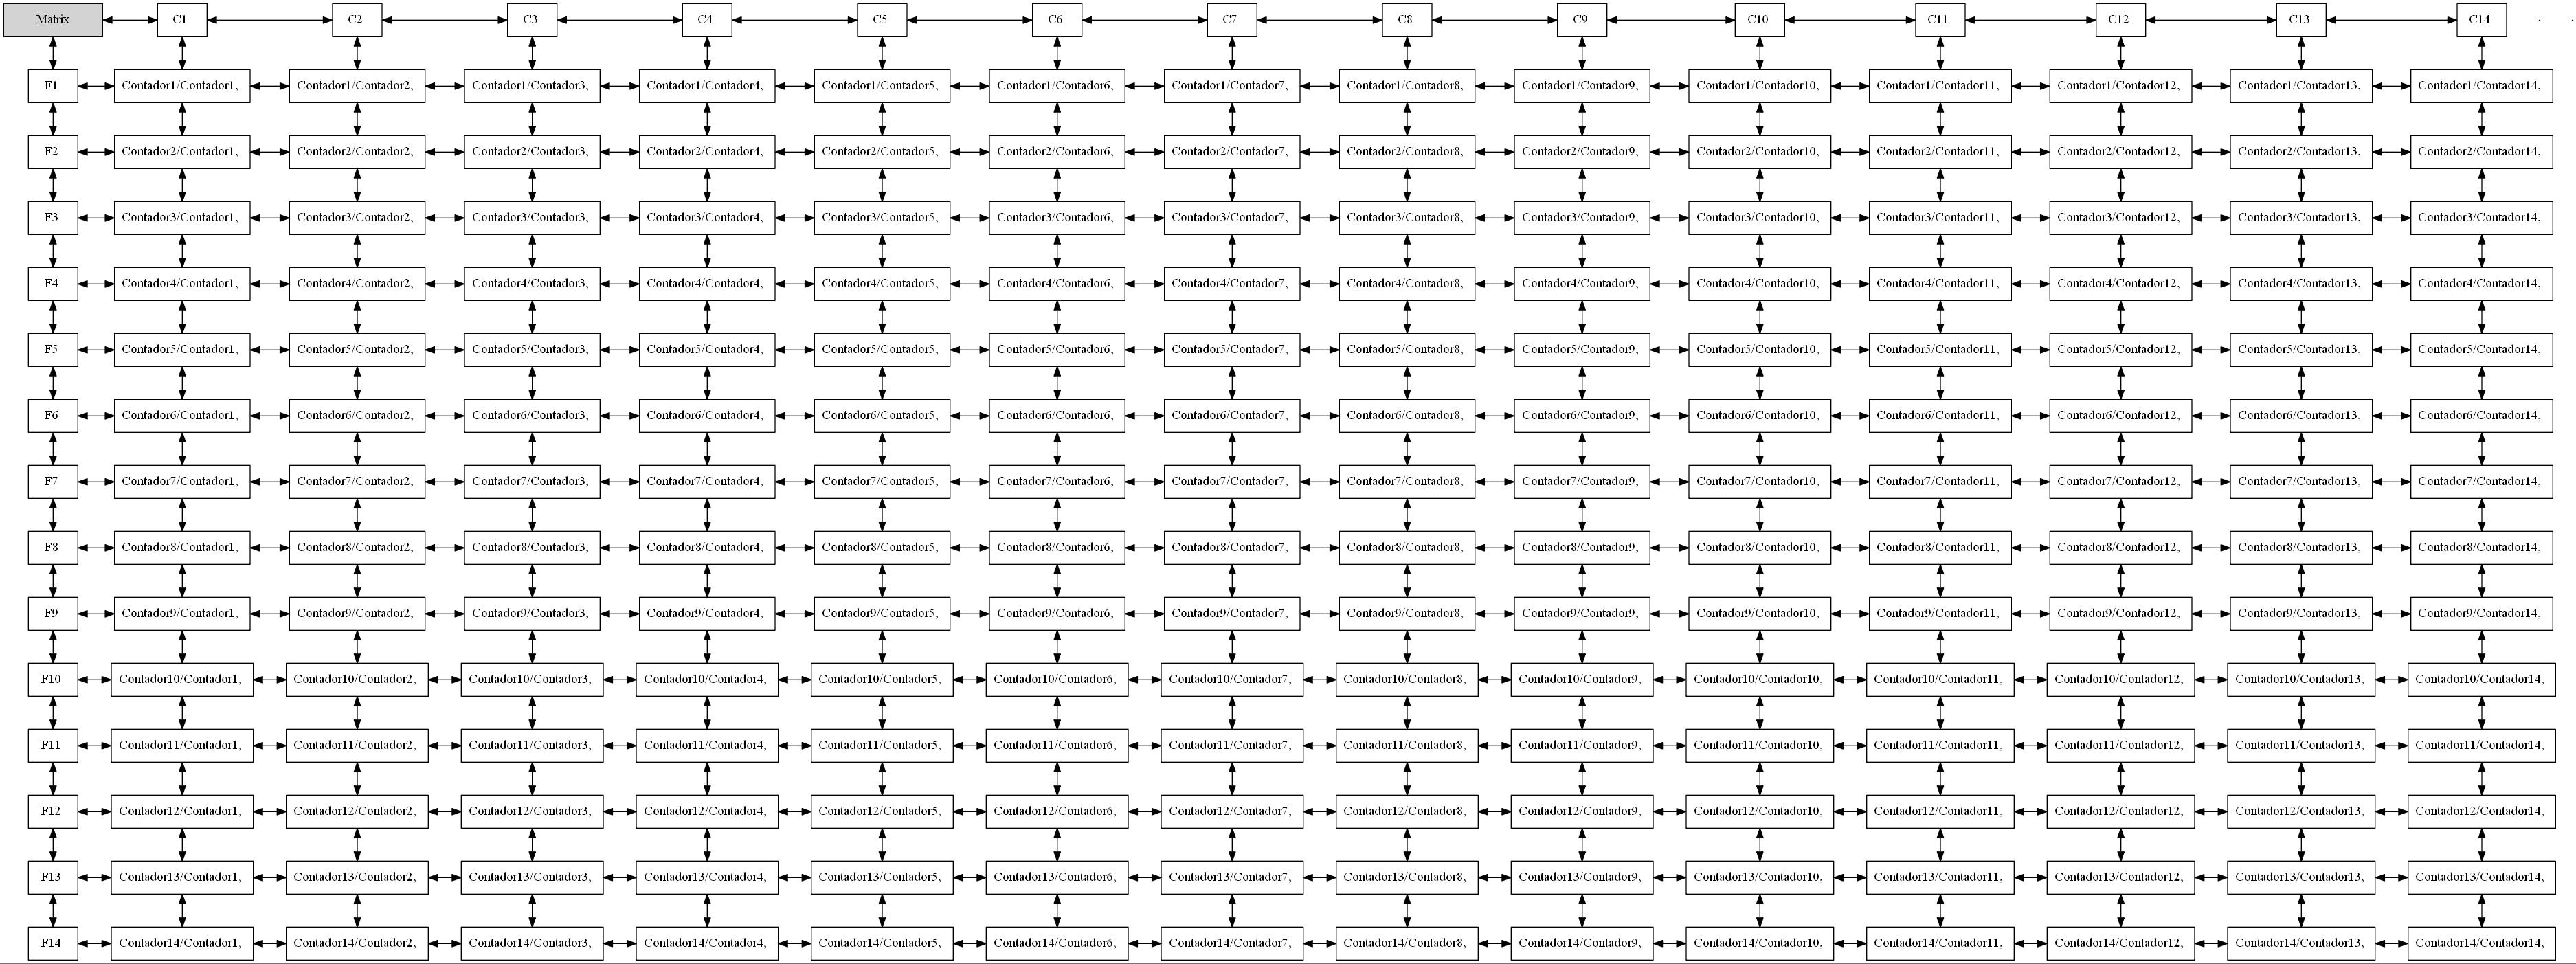 Matrix C1 C2 C3 C4 C5 C6 C7 C8 C9 C10 C11 C12 C13 C14
F1 Contador1/Contador1, Contador1/Contador2, Contador1/Contador3, Contador1/Contador4, Contador1/Contador5, Contador1/Contador6, Contador1/Contador7, Contador1/Contador8, Contador1/Contador9, Contador1/Contador10, Contador1/Contador11, Contador1/Contador12, Contador1/Contador13, Contador1/Contador14,
F2 Contador2/Contador1, Contador2/Contador2, Contador2/Contador3, Contador2/Contador4, Contador2/Contador5, Contador2/Contador6, Contador2/Contador7, Contador2/Contador8, Contador2/Contador9, Contador2/Contador10, Contador2/Contador11, Contador2/Contador12, Contador2/Contador13, Contador2/Contador14,
F3 Contador3/Contador1, Contador3/Contador2, Contador3/Contador3, Contador3/Contador4, Contador3/Contador5, Contador3/Contador6, Contador3/Contador7, Contador3/Contador8, Contador3/Contador9, Contador3/Contador10, Contador3/Contador11, Contador3/Contador12, Contador3/Contador13, Contador3/Contador14,
F4 Contador4/Contador1, Contador4/Contador2, Contador4/Contador3, Contador4/Contador4, Contador4/Contador5, Contador4/Contador6, Contador4/Contador7, Contador4/Contador8, Contador4/Contador9, Contador4/Contador10, Contador4/Contador11, Contador4/Contador12, Contador4/Contador13, Contador4/Contador14,
F5 Contador5/Contador1, Contador5/Contador2, Contador5/Contador3, Contador5/Contador4, Contador5/Contador5, Contador5/Contador6, Contador5/Contador7, Contador5/Contador8, Contador5/Contador9, Contador5/Contador10, Contador5/Contador11, Contador5/Contador12, Contador5/Contador13, Contador5/Contador14,
F6 Contador6/Contador1, Contador6/Contador2, Contador6/Contador3, Contador6/Contador4, Contador6/Contador5, Contador6/Contador6, Contador6/Contador7, Contador6/Contador8, Contador6/Contador9, Contador6/Contador10, Contador6/Contador11, Contador6/Contador12, Contador6/Contador13, Contador6/Contador14,
F7 Contador7/Contador1, Contador7/Contador2, Contador7/Contador3, Contador7/Contador4, Contador7/Contador5, Contador7/Contador6, Contador7/Contador7, Contador7/Contador8, Contador7/Contador9, Contador7/Contador10, Contador7/Contador11, Contador7/Contador12, Contador7/Contador13, Contador7/Contador14,
F8 Contador8/Contador1, Contador8/Contador2, Contador8/Contador3, Contador8/Contador4, Contador8/Contador5, Contador8/Contador6, Contador8/Contador7, Contador8/Contador8, Contador8/Contador9, Contador8/Contador10, Contador8/Contador11, Contador8/Contador12, Contador8/Contador13, Contador8/Contador14,
F9 Contador9/Contador1, Contador9/Contador2, Contador9/Contador3, Contador9/Contador4, Contador9/Contador5, Contador9/Contador6, Contador9/Contador7, Contador9/Contador8, Contador9/Contador9, Contador9/Contador10, Contador9/Contador11, Contador9/Contador12, Contador9/Contador13, Contador9/Contador14,
F10 Contador10/Contador1, Contador10/Contador2, Contador10/Contador3, Contador10/Contador4, Contador10/Contador5, Contador10/Contador6, Contador10/Contador7, Contador10/Contador8, Contador10/Contador9, Contador10/Contador10, Contador10/Contador11, Contador10/Contador12, Contador10/Contador13, Contador10/Contador14,
F11 Contador11/Contador1, Contador11/Contador2, Contador11/Contador3, Contador11/Contador4, Contador11/Contador5, Contador11/Contador6, Contador11/Contador7, Contador11/Contador8, Contador11/Contador9, Contador11/Contador10, Contador11/Contador11, Contador11/Contador12, Contador11/Contador13, Contador11/Contador14,
F12 Contador12/Contador1, Contador12/Contador2, Contador12/Contador3, Contador12/Contador4, Contador12/Contador5, Contador12/Contador6, Contador12/Contador7, Contador12/Contador8, Contador12/Contador9, Contador12/Contador10, Contador12/Contador11, Contador12/Contador12, Contador12/Contador13, Contador12/Contador14,
F13 Contador13/Contador1, Contador13/Contador2, Contador13/Contador3, Contador13/Contador4, Contador13/Contador5, Contador13/Contador6, Contador13/Contador7, Contador13/Contador8, Contador13/Contador9, Contador13/Contador10, Contador13/Contador11, Contador13/Contador12, Contador13/Contador13, Contador13/Contador14,
F14 Contador14/Contador1, Contador14/Contador2, Contador14/Contador3, Contador14/Contador4, Contador14/Contador5, Contador14/Contador6, Contador14/Contador7, Contador14/Contador8, Contador14/Contador9, Contador14/Contador10, Contador14/Contador11, Contador14/Contador12, Contador14/Contador13, Contador14/Contador14,